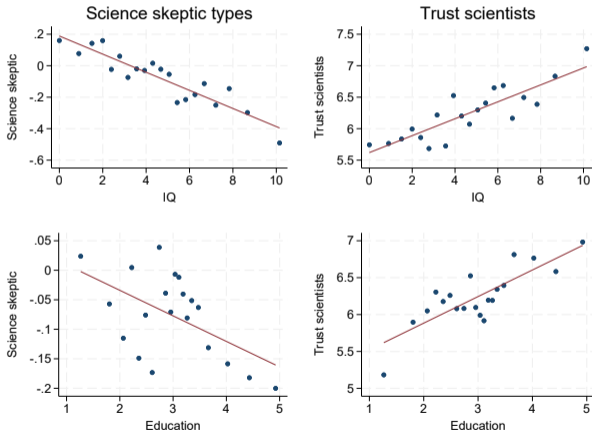 Science skeptic types
Science skeptic
.2
0
-.2
-.4
-.6
0 2 4 6 8 10
IQ
Trust scientists
Trust scientists
7.5
7
6.5
6
5.5
0 2 4 6 8 10
IQ
Science skeptic
.05
0
-.05
-.1
-.15
-.2
1 2 3 4 5
Education
Trust scientists
7
6.5
6
5.5
5
1 2 3 4 5
Education